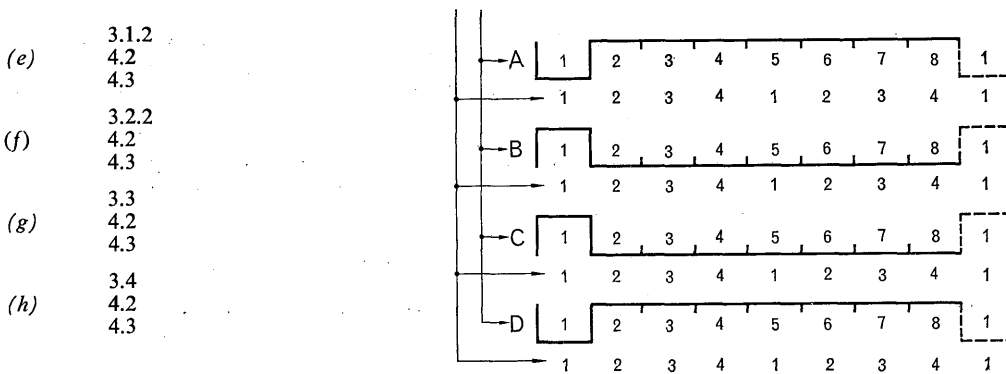 (e) 3.1.2
4.2
4.3
(f) 3.2.2
4.2
4.3
(g) 3.3
4.2
4.3
(h) 3.4
4.2
4.3
A 1 2 3 4 5 6 7 8 1
1 2 3 4 1 2 3 4 1
B 1 2 3 4 5 6 7 8 1
1 2 3 4 1 2 3 4 1
C 1 2 3 4 5 6 7 8 1
1 2 3 4 1 2 3 4 1
D 1 2 3 4 5 6 7 8 1
1 2 3 4 1 2 3 4 1